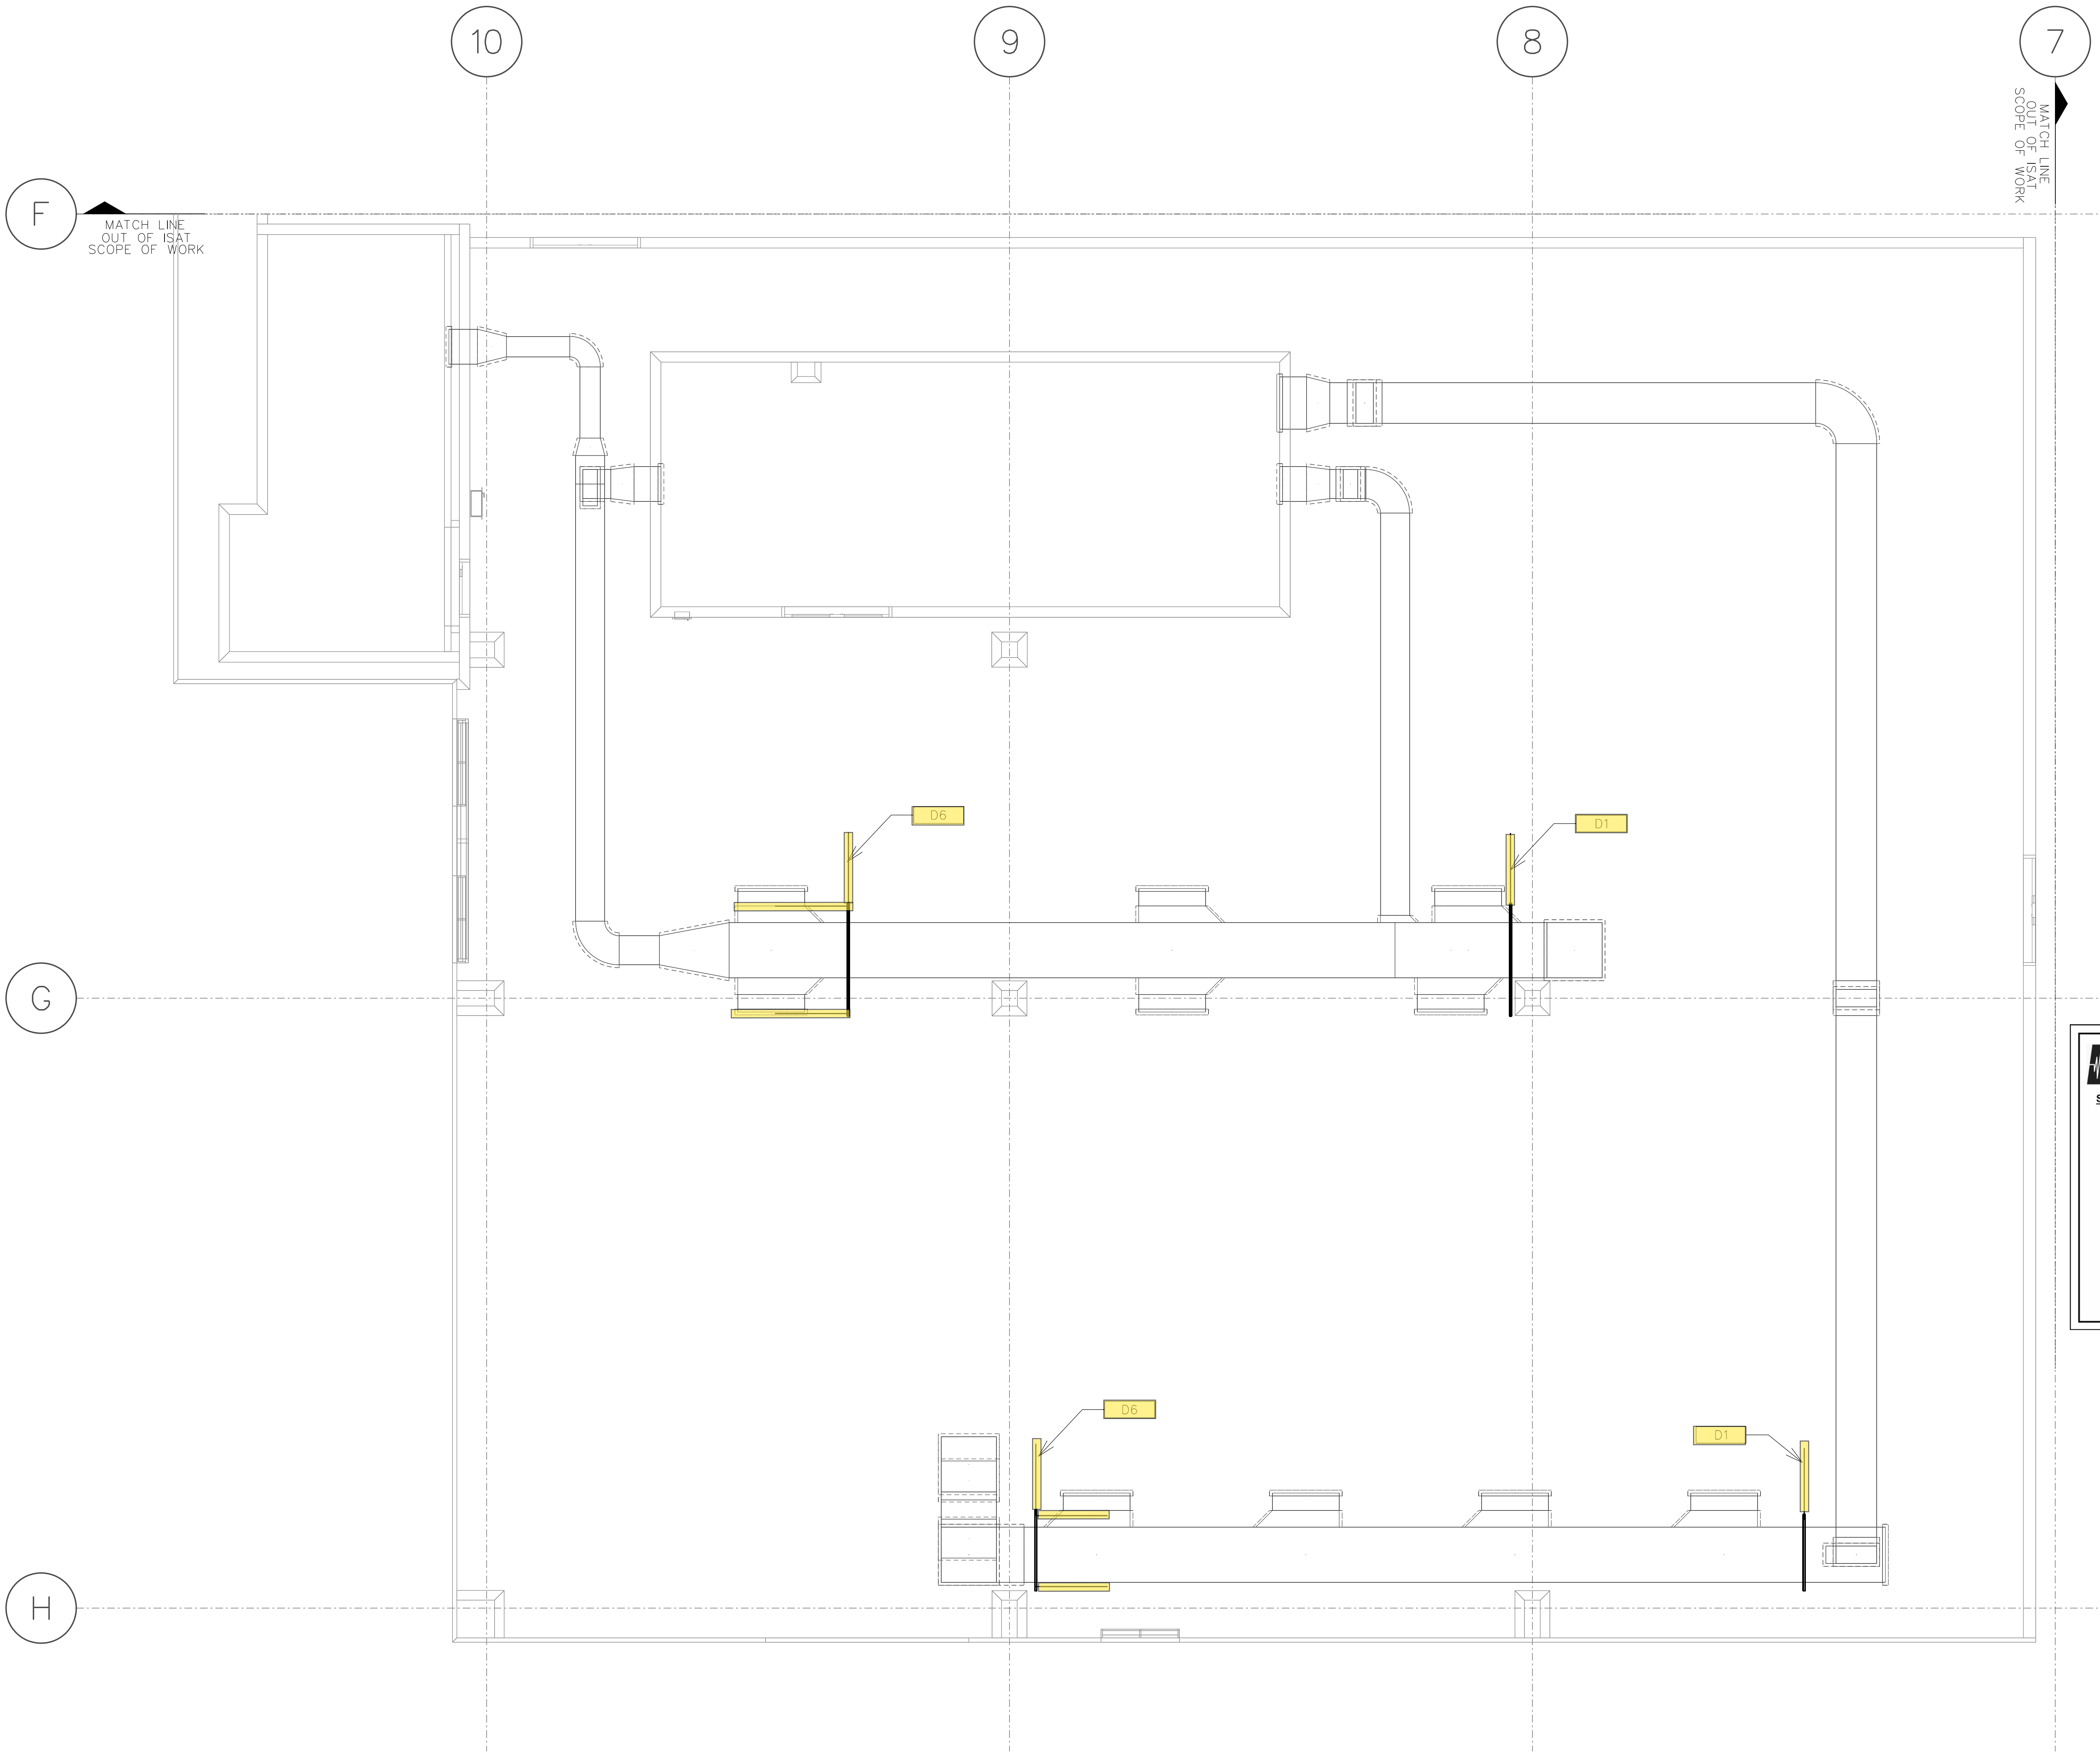 10
9
8
7
MATCH LINE
OUT OF ISAT
SCOPE OF WORK
F
MATCH LINE
OUT OF ISAT
SCOPE OF WORK
D6
D1
G
D6
D1
H